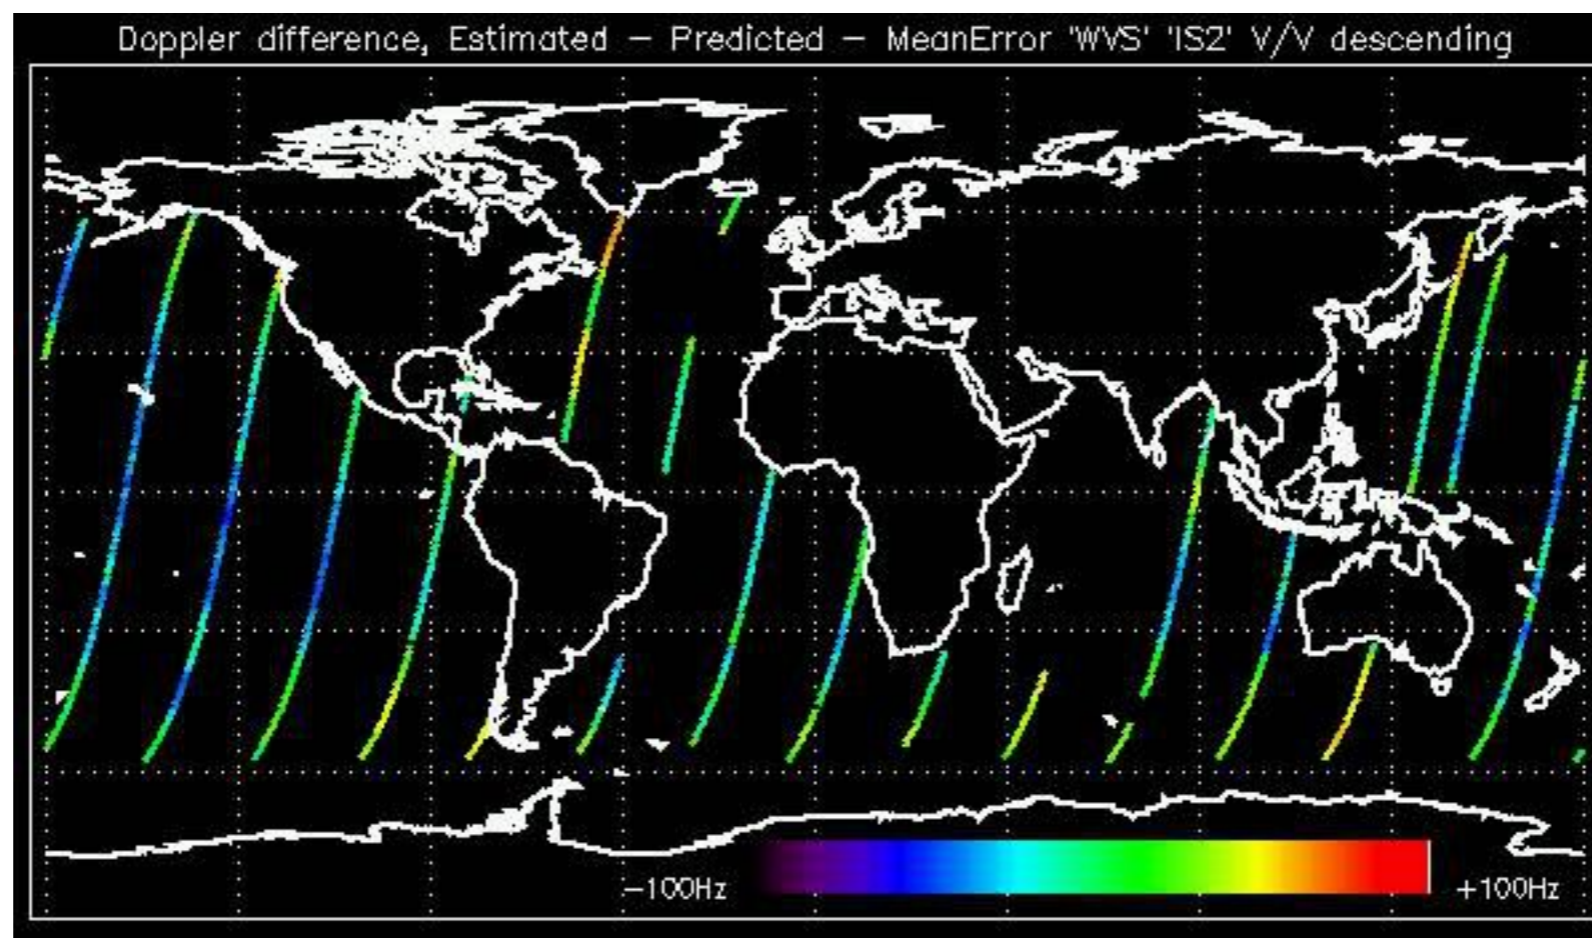 Doppler difference, Estimated - Predicted - MeanError 'WVS' 'IS2' V/V descending
-100Hz +100Hz